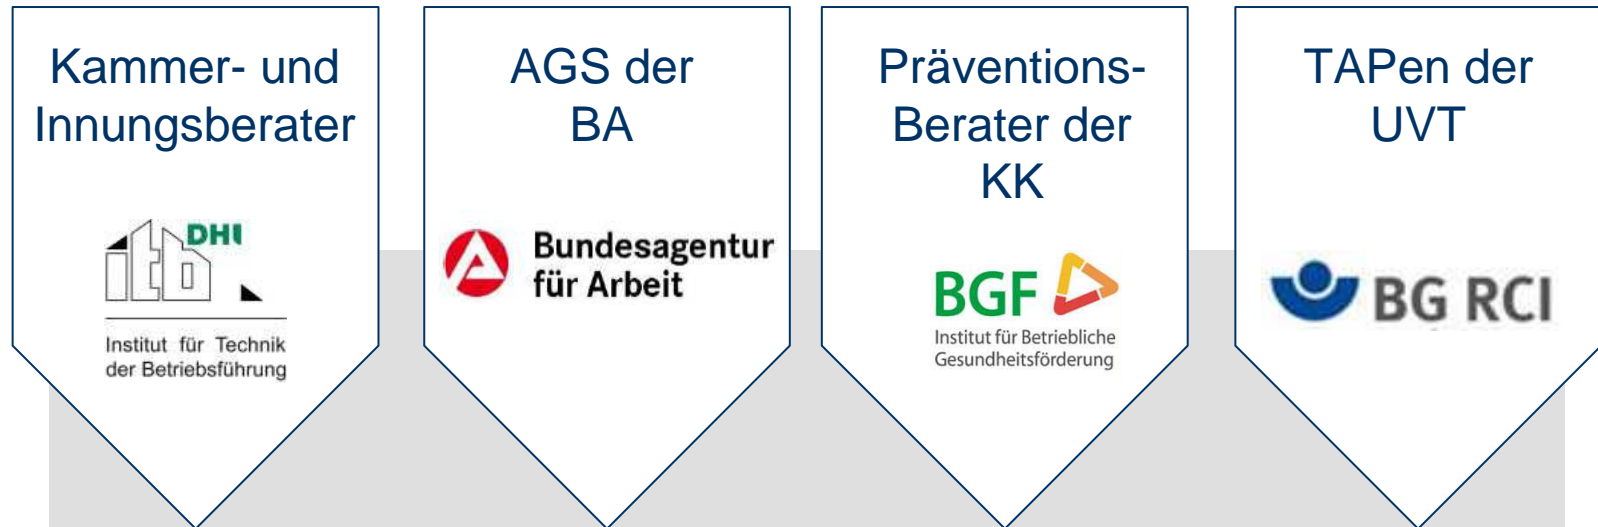 Kammer- und
Innungsberater
DHI
itb
Institut für Technik
der Betriebsführung
AGS der
BA
Bundesagentur
für Arbeit
Präventions-
Berater der
KK
BGF
Institut für Betriebliche
Gesundheitsförderung
TAPen der
UVT
BG RCI